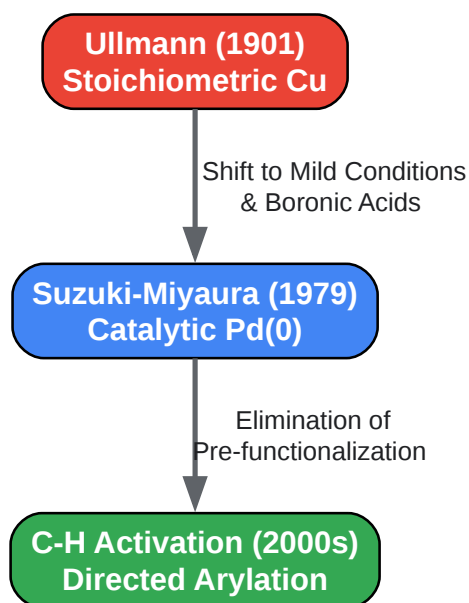 Ullmann (1901)
Stoichiometric Cu
Shift to Mild Conditions
& Boronic Acids
Suzuki-Miyaura (1979)
Catalytic Pd(0)
Elimination of
Pre-functionalization
C-H Activation (2000s)
Directed Arylation